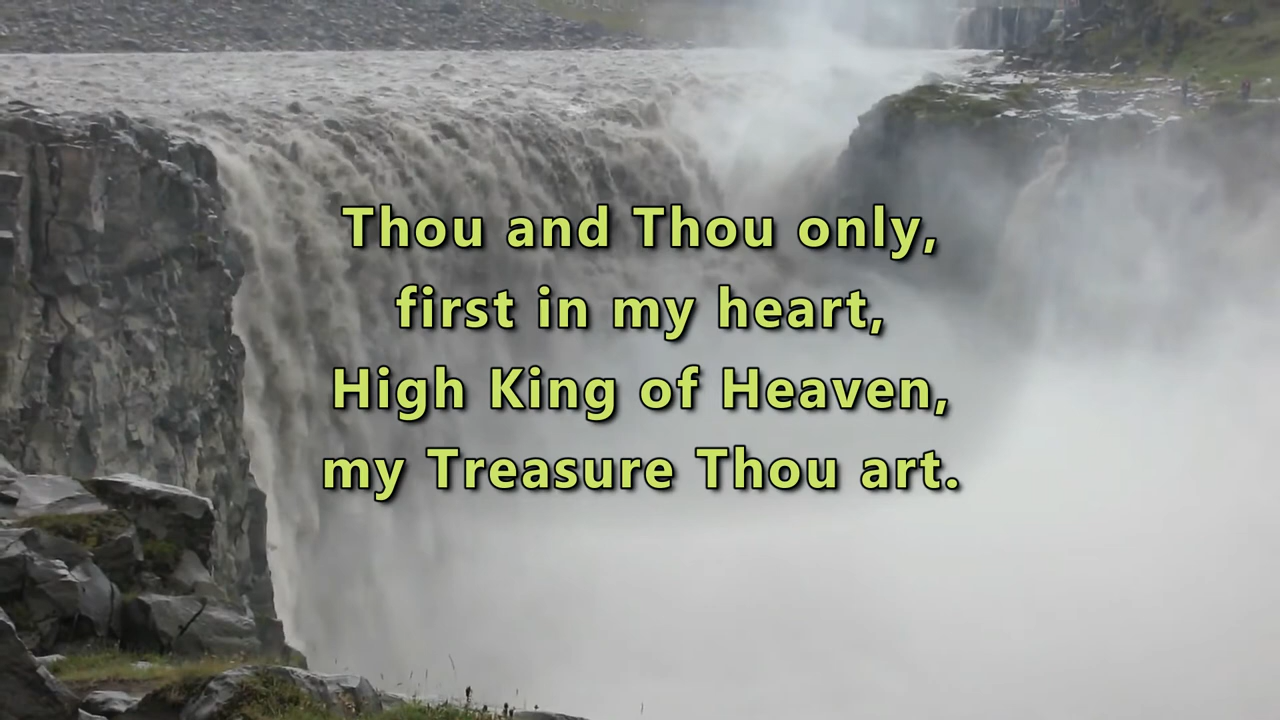 Thou and Thou only,
first in my heart,
High King of Heaven,
my Treasure Thou art.